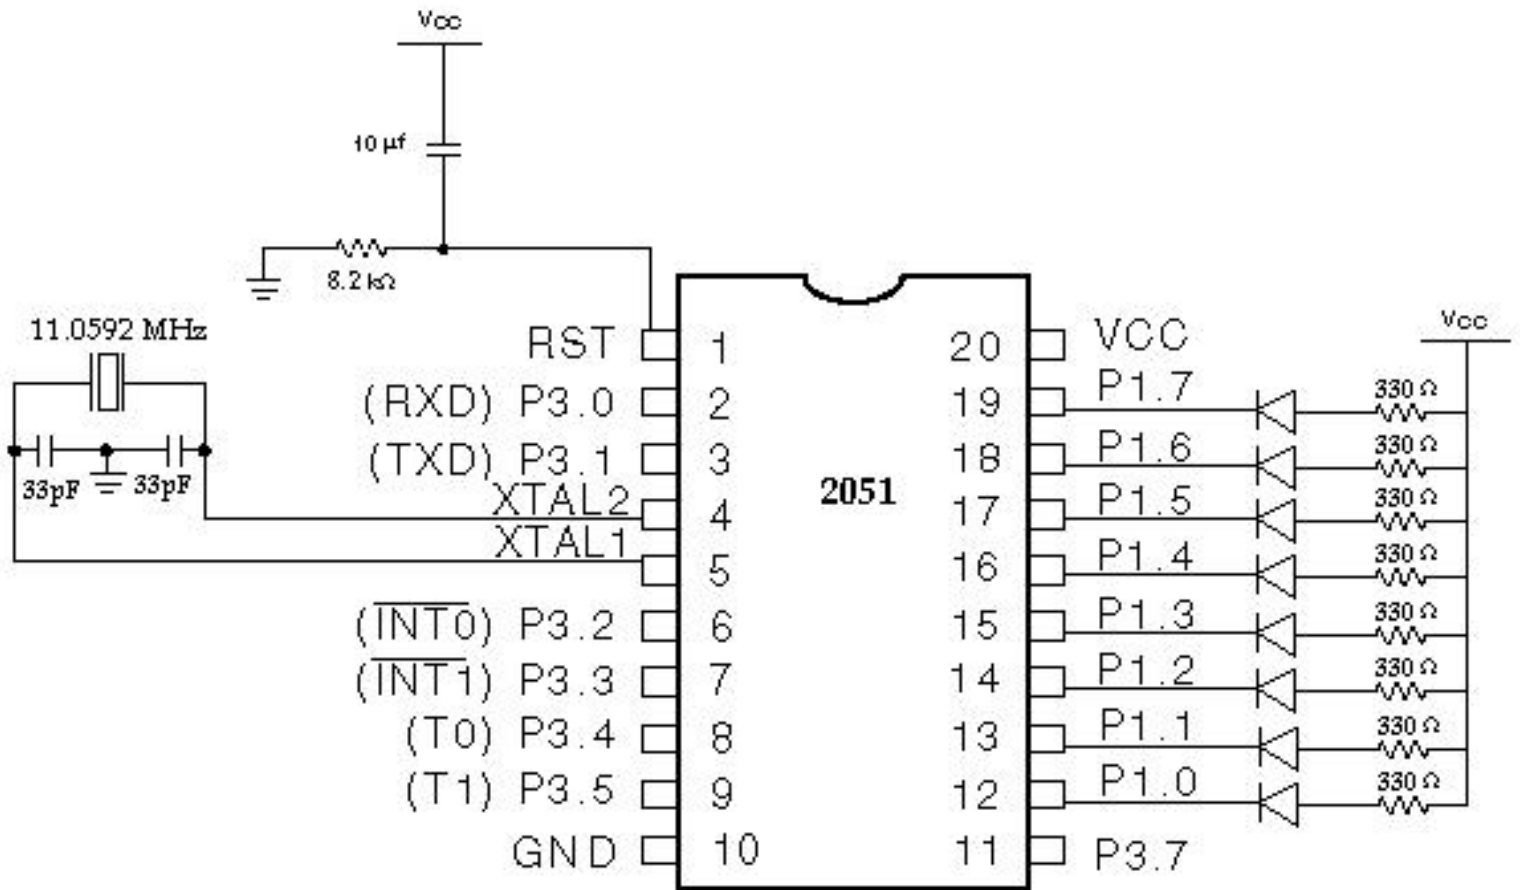 Vcc
10 µf
8.2 kΩ
11.0592 MHz
33pF 33pF
RST 1
(RXD) P3.0 2
(TXD) P3.1 3
XTAL2 4
XTAL1 5
(INT0) P3.2 6
(INT1) P3.3 7
(T0) P3.4 8
(T1) P3.5 9
GND 10
2051
20 VCC
19 P1.7
18 P1.6
17 P1.5
16 P1.4
15 P1.3
14 P1.2
13 P1.1
12 P1.0
11 P3.7
Vcc
330 Ω
330 Ω
330 Ω
330 Ω
330 Ω
330 Ω
330 Ω
330 Ω